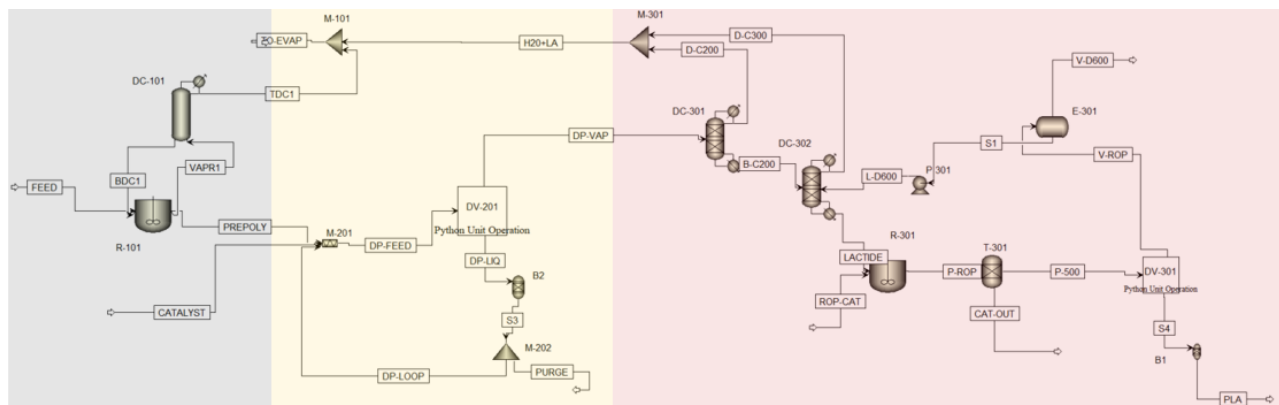 M-101
M-301
TO-EVAP
H20+LA
D-C300
D-C200
V-D600
DC-101
TDC1
DC-301
E-301
DP-VAP
DC-302
S1
V-ROP
VAPR1
B-C200
P-301
L-D600
BDC1
FEED
DV-201
Python Unit Operation
PREPOLY
M-201
R-101
DP-FEED
R-301
T-301
LACTIDE
DP-LIQ
B2
P-ROP
P-500
DV-301
Python Unit Operation
ROP-CAT
CATALYST
S3
CAT-OUT
S4
M-202
B1
DP-LOOP
PURGE
PLA